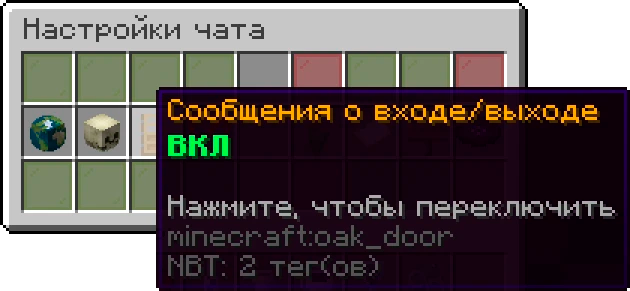 Настройки чата
Сообщения о входе/выходе
ВКЛ
Нажмите, чтобы переключить
minecraft:oak_door
NBT: 2 тег(ов)